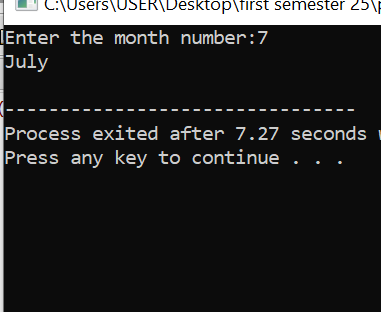 C:\Users\USER\Desktop\first semester 25\
Enter the month number:7
July
--------------------------------
Process exited after 7.27 seconds
Press any key to continue . . .